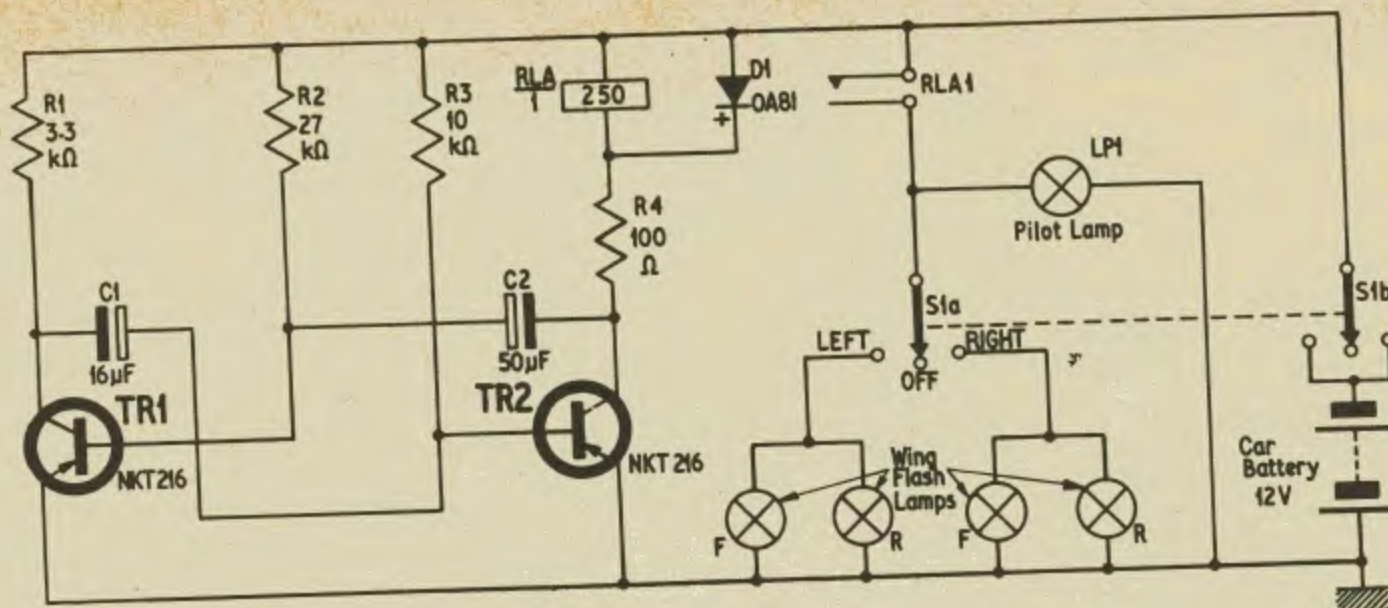 R1
3.3
kΩ
R2
27
kΩ
R3
10
kΩ
RLA
1
250
D1
OA81
+
RLA1
LP1
Pilot Lamp
R4
100
Ω
C1
16μF
C2
50μF
TR1
NKT216
TR2
NKT216
S1a
LEFT
RIGHT
OFF
S1b
Wing
Flash
Lamps
F
R
F
R
Car
Battery
12V